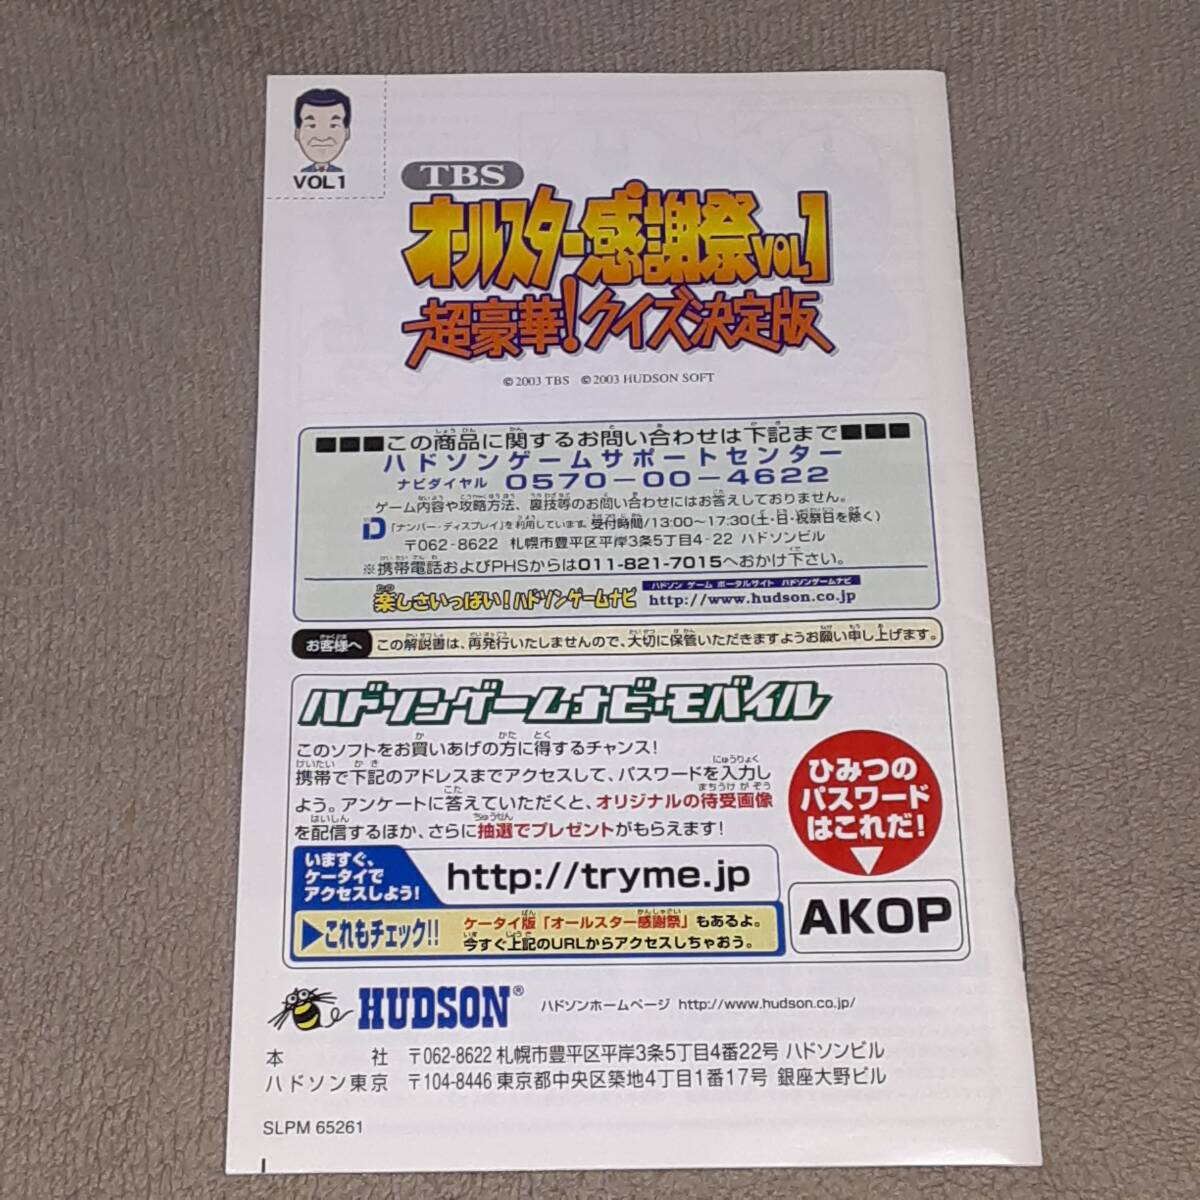 VOL1
TBS
オールスター感謝祭VOL1
超豪華!クイズ決定版
©2003 TBS ©2003 HUDSON SOFT
■■■この商品に関するお問い合わせは下記まで■■■
ハドソンゲームサポートセンター
ナビダイヤル 0570-00-4622
ゲーム内容や攻略方法、裏技等のお問い合わせにはお答えしておりません。
「ナンバー・ディスプレイ」を利用しています。受付時間/13:00~17:30(土・日・祝祭日を除く)
〒062-8622 札幌市豊平区平岸3条5丁目4-22 ハドソンビル
※携帯電話およびPHSからは011-821-7015へおかけ下さい。
楽しさいっぱい!ハドソンゲームナビ
ハドソン ゲーム ポータルサイト ハドソンゲームナビ
http://www.hudson.co.jp
お客様へ この解説書は、再発行いたしませんので、大切に保管いただきますようお願い申し上げます。
ハドソンゲームナビ・モバイル
このソフトをお買いあげの方に得するチャンス!
携帯で下記のアドレスまでアクセスして、パスワードを入力し
よう。アンケートに答えていただくと、オリジナルの待受画像
を配信するほか、さらに抽選でプレゼントがもらえます!
ひみつの
パスワード
はこれだ!
AKOP
いますぐ、
ケータイで
アクセスしよう!
http://tryme.jp
▶これもチェック!!
ケータイ版「オールスター感謝祭」もあるよ。
今すぐ上記のURLからアクセスしちゃおう。
HUDSON® ハドソンホームページ http://www.hudson.co.jp/
本 社 〒062-8622 札幌市豊平区平岸3条5丁目4番22号 ハドソンビル
ハドソン東京 〒104-8446 東京都中央区築地4丁目1番17号 銀座大野ビル
SLPM 65261